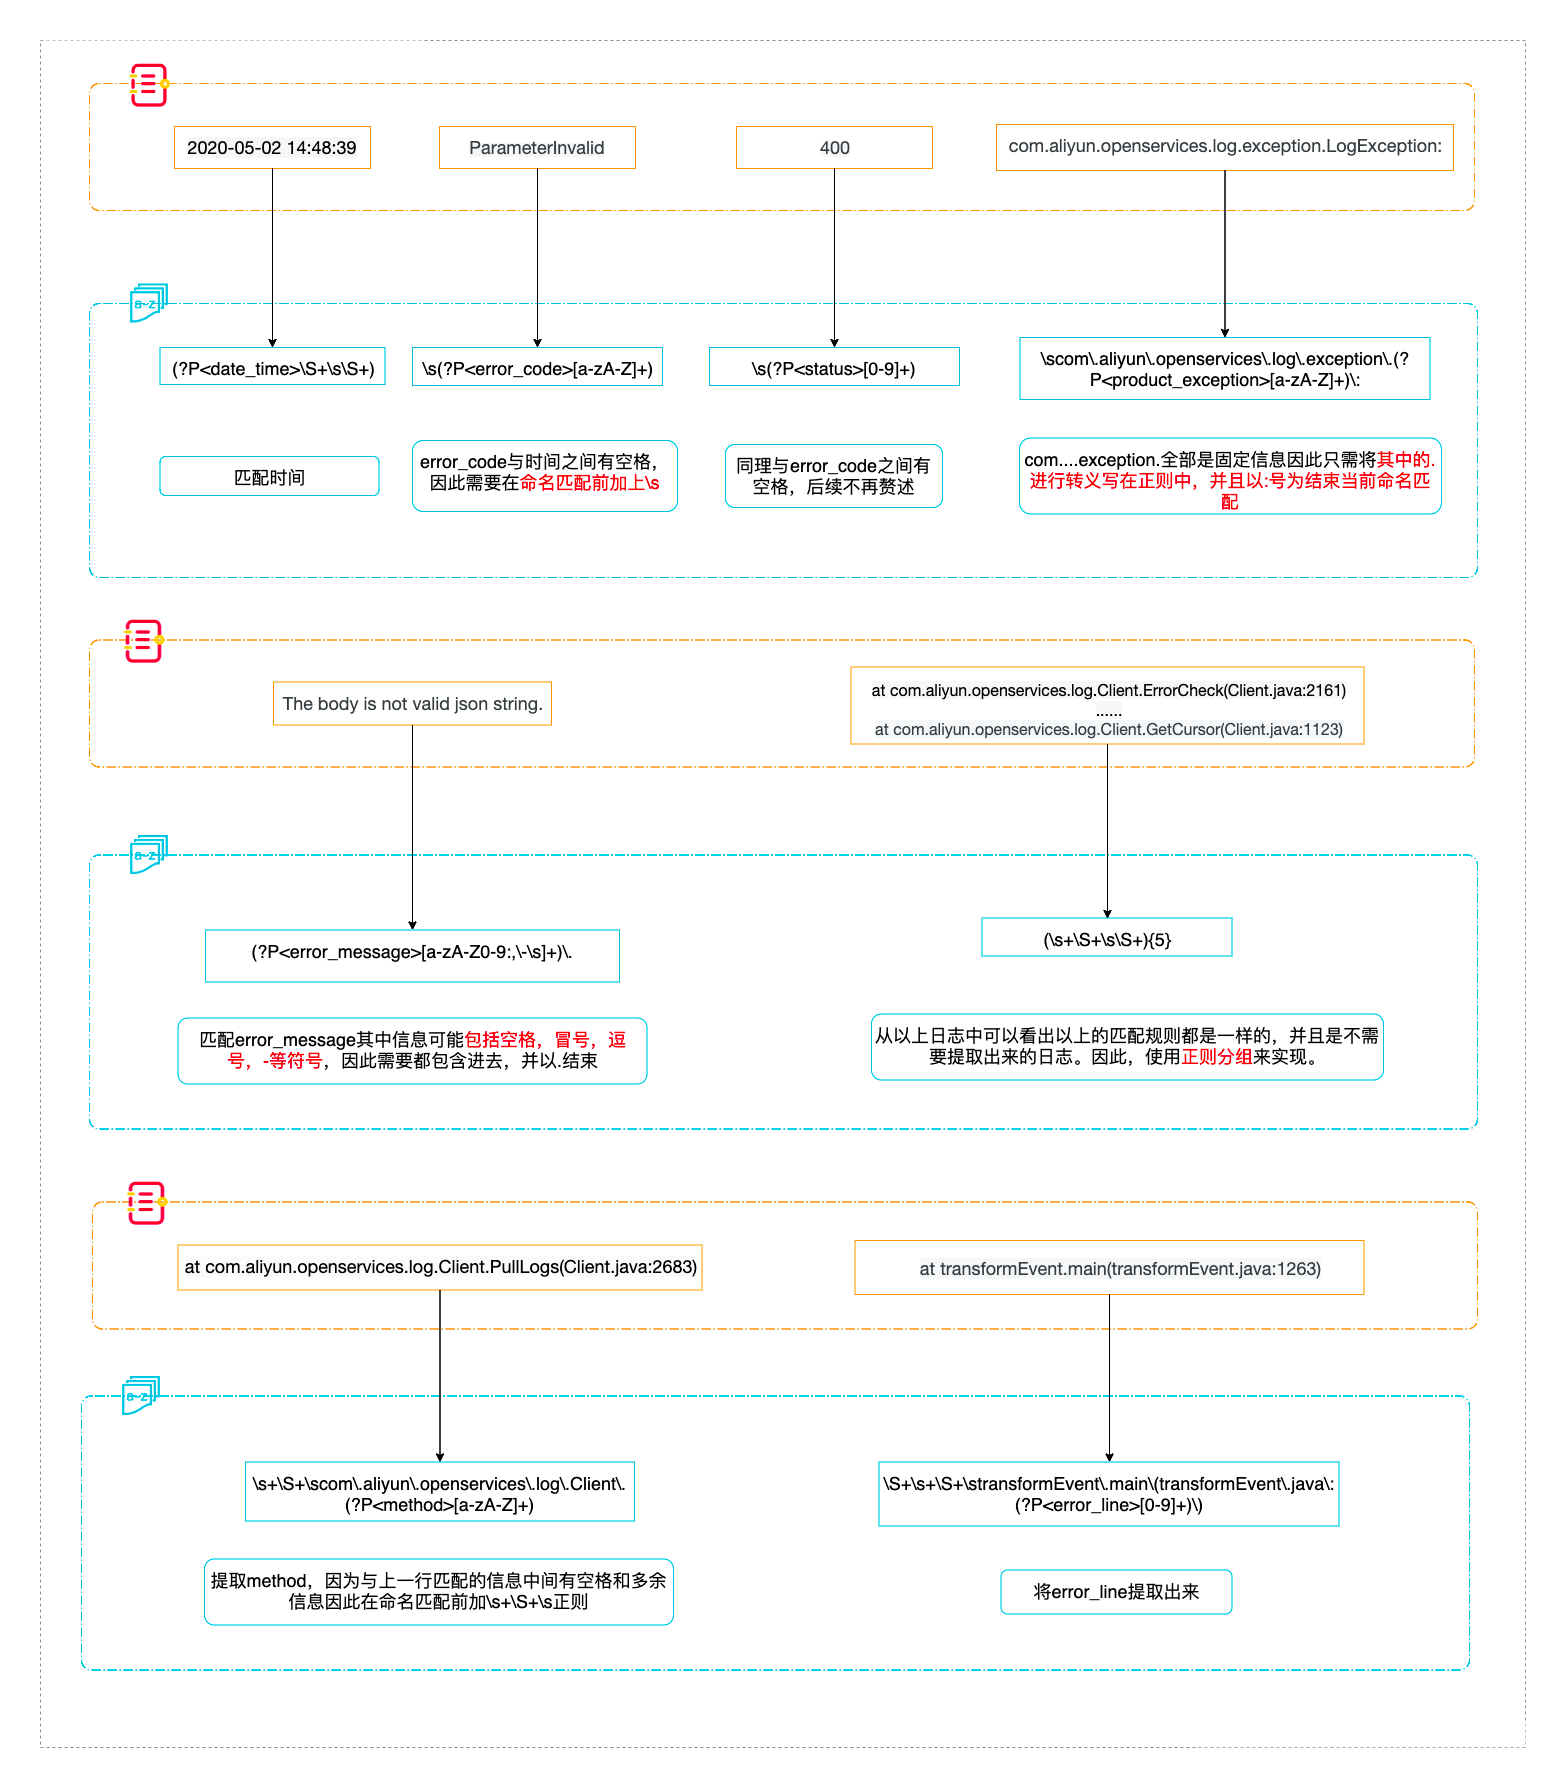 2020-05-02 14:48:39
ParameterInvalid
400
com.aliyun.openservices.log.exception.LogException:
a-z
(?P<date_time>\S+\s\S+)
\s(?P<error_code>[a-zA-Z]+)
\s(?P<status>[0-9]+)
\scom\.aliyun\.openservices\.log\.exception\.(?
P<product_exception>[a-zA-Z]+)\:
匹配时间
error_code与时间之间有空格，
因此需要在命名匹配前加上\s
同理与error_code之间有
空格，后续不再赘述
com....exception.全部是固定信息因此只需将其中的.
进行转义写在正则中，并且以:号为结束当前命名匹
配
The body is not valid json string.
at com.aliyun.openservices.log.Client.ErrorCheck(Client.java:2161)
......
at com.aliyun.openservices.log.Client.GetCursor(Client.java:1123)
a-z
(?P<error_message>[a-zA-Z0-9:,\-\s]+)\.
(\s+\S+\s\S+){5}
匹配error_message其中信息可能包括空格，冒号，逗
号，-等符号，因此需要都包含进去，并以.结束
从以上日志中可以看出以上的匹配规则都是一样的，并且是不需
要提取出来的日志。因此，使用正则分组来实现。
at com.aliyun.openservices.log.Client.PullLogs(Client.java:2683)
at transformEvent.main(transformEvent.java:1263)
a-z
\s+\S+\scom\.aliyun\.openservices\.log\.Client\.
(?P<method>[a-zA-Z]+)
\S+\s+\S+\stransformEvent\.main\(transformEvent\.java\:
(?P<error_line>[0-9]+)\)
提取method，因为与上一行匹配的信息中间有空格和多余
信息因此在命名匹配前加\s+\S+\s正则
将error_line提取出来